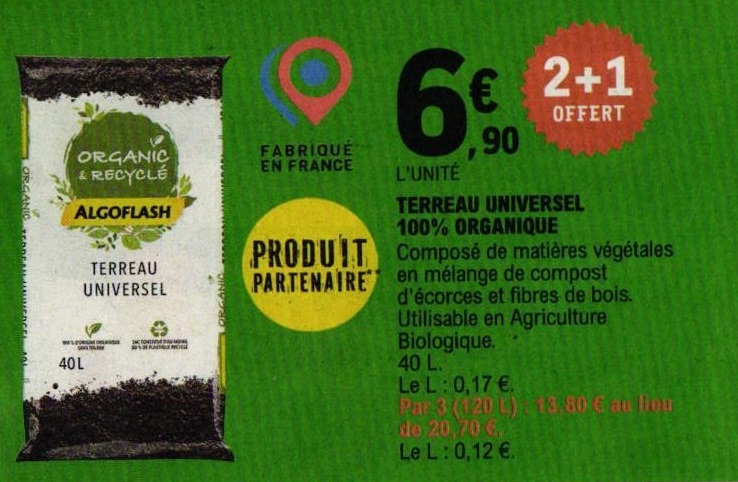 ORGANIC
& RECYCLÉ
ALGOFLASH
TERREAU
UNIVERSEL
40L
FABRIQUÉ
EN FRANCE
PRODUIT
PARTENAIRE**
6€
,90
L'UNITÉ
2+1
OFFERT
TERREAU UNIVERSEL
100% ORGANIQUE
Composé de matières végétales
en mélange de compost
d'écorces et fibres de bois.
Utilisable en Agriculture
Biologique.
40 L.
Le L : 0,17 €.
Par 3 (120 L) : 13,80 € au lieu
de 20,70 €.
Le L : 0,12 €.